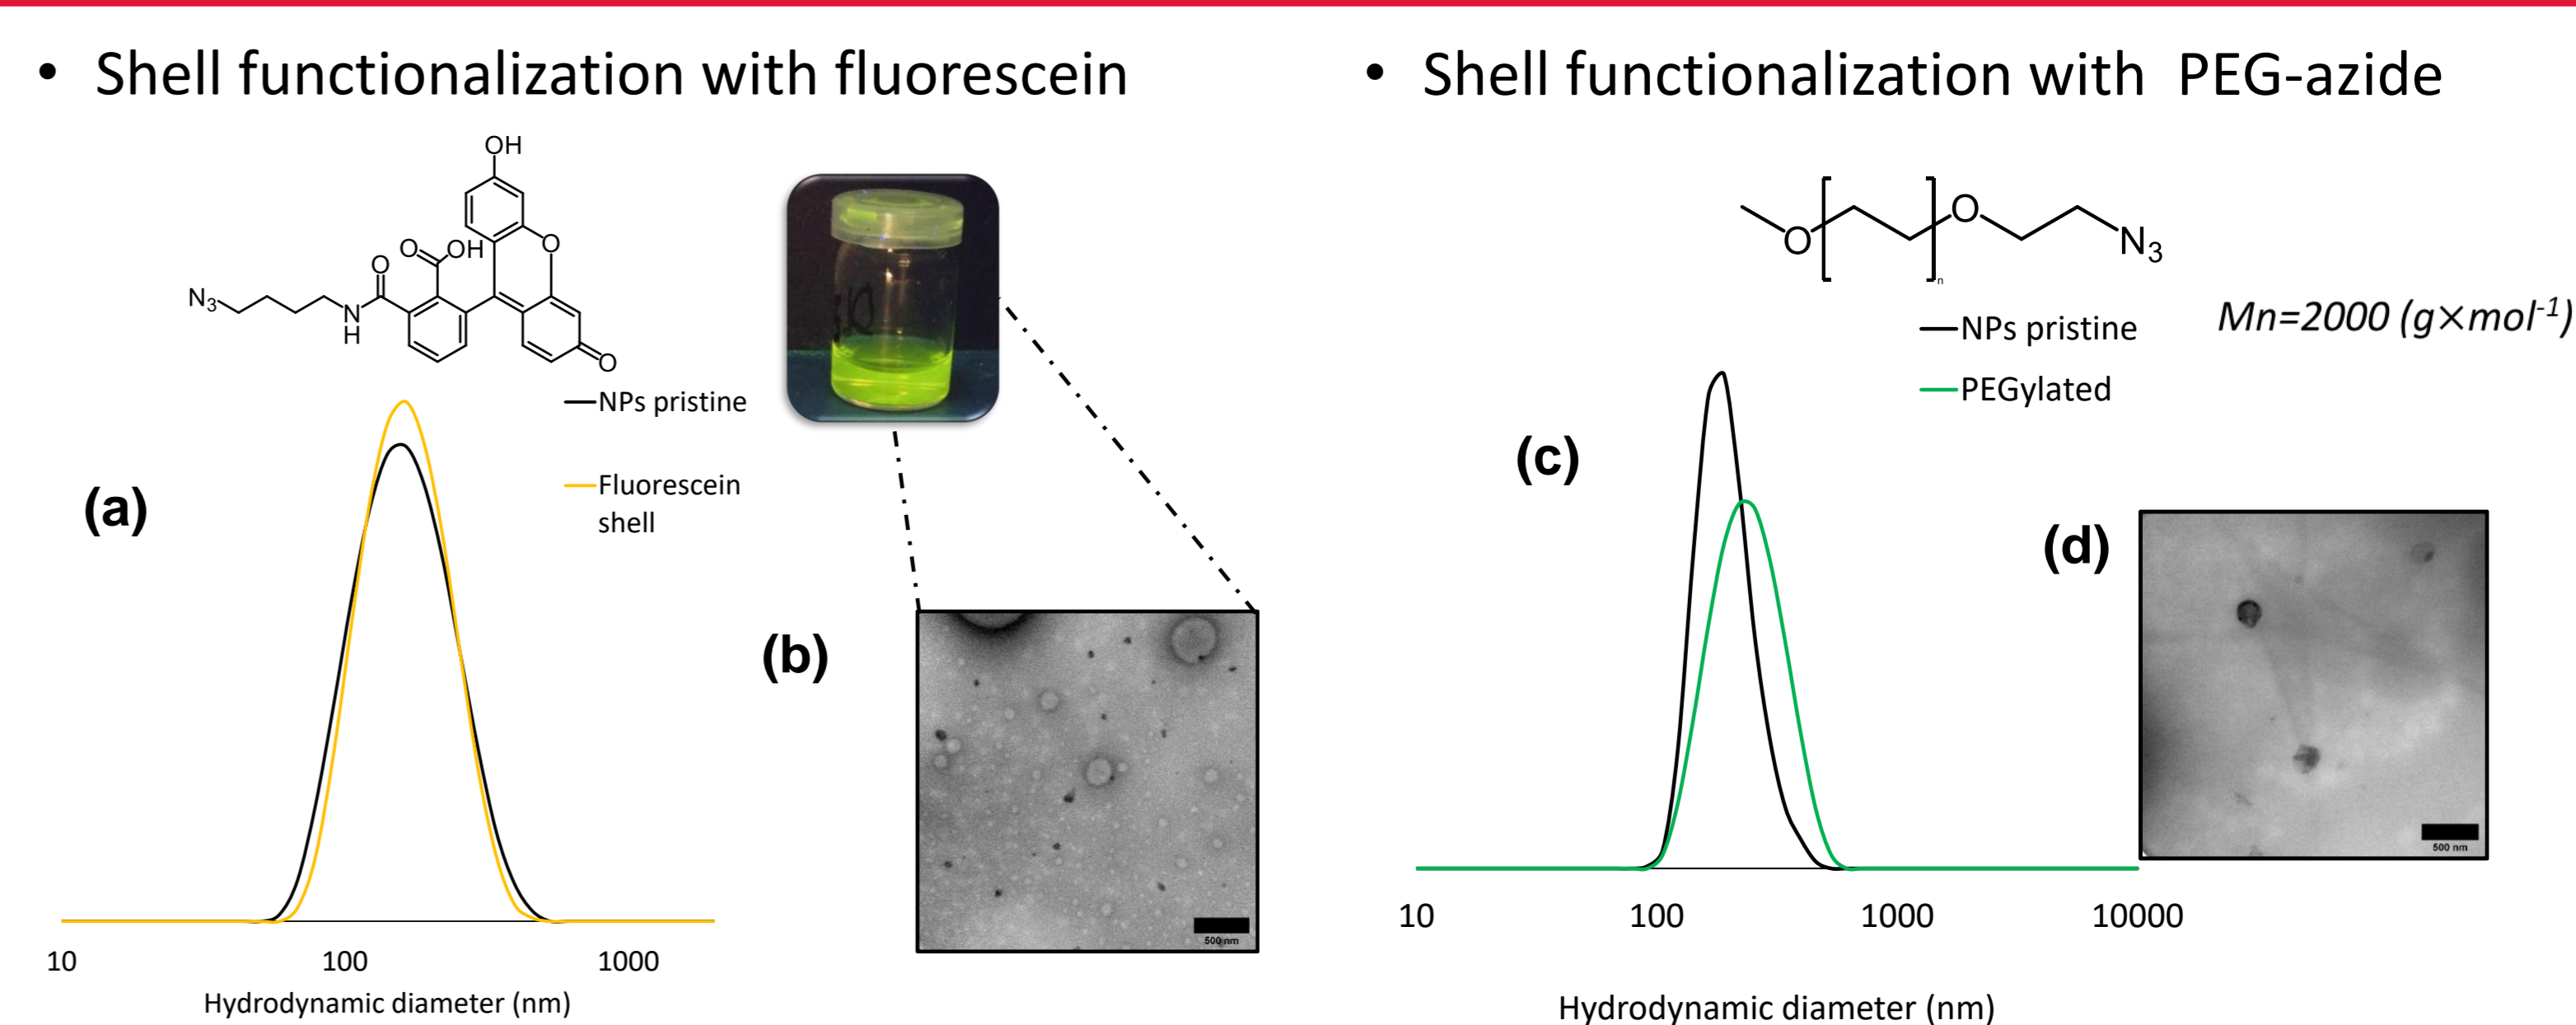 • Shell functionalization with fluorescein
OH
O
O
OH
O
N3
N
H
O
NPs pristine
Fluorescein
shell
(a)
10
100
1000
Hydrodynamic diameter (nm)
(b)
500 nm
• Shell functionalization with PEG-azide
O
n
O
N3
Mn=2000 (g×mol-1)
NPs pristine
PEGylated
(c)
10
100
1000
10000
Hydrodynamic diameter (nm)
(d)
500 nm